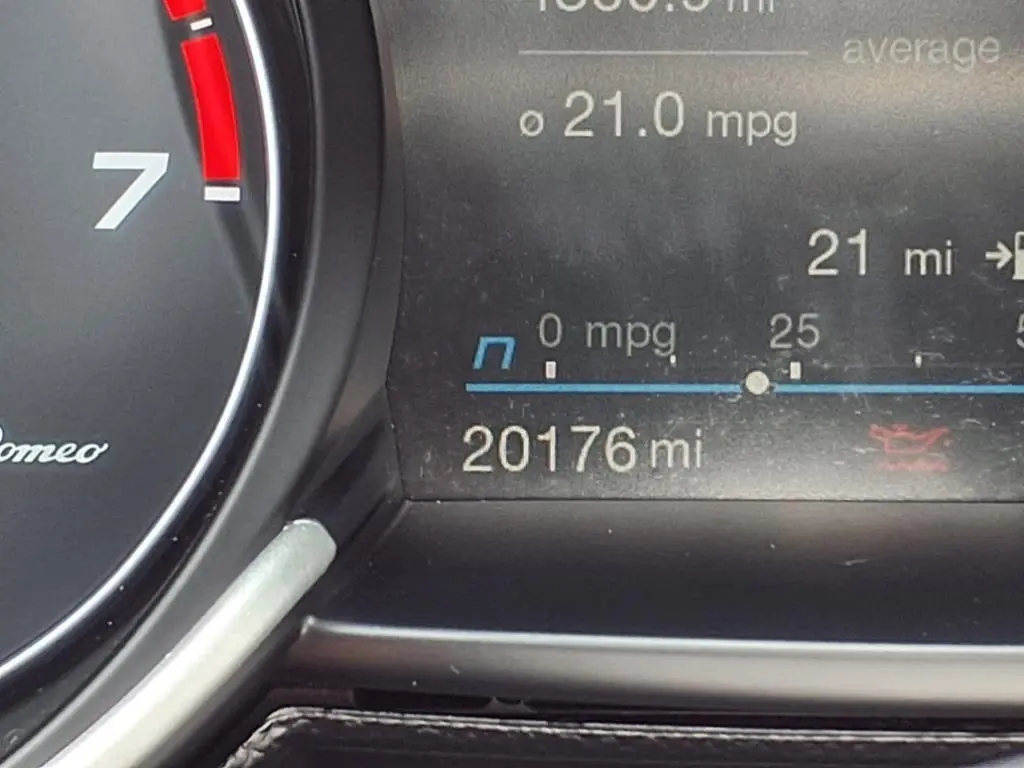 average
ø 21.0 mpg
7
21 mi
0 mpg 25
n
20176 mi